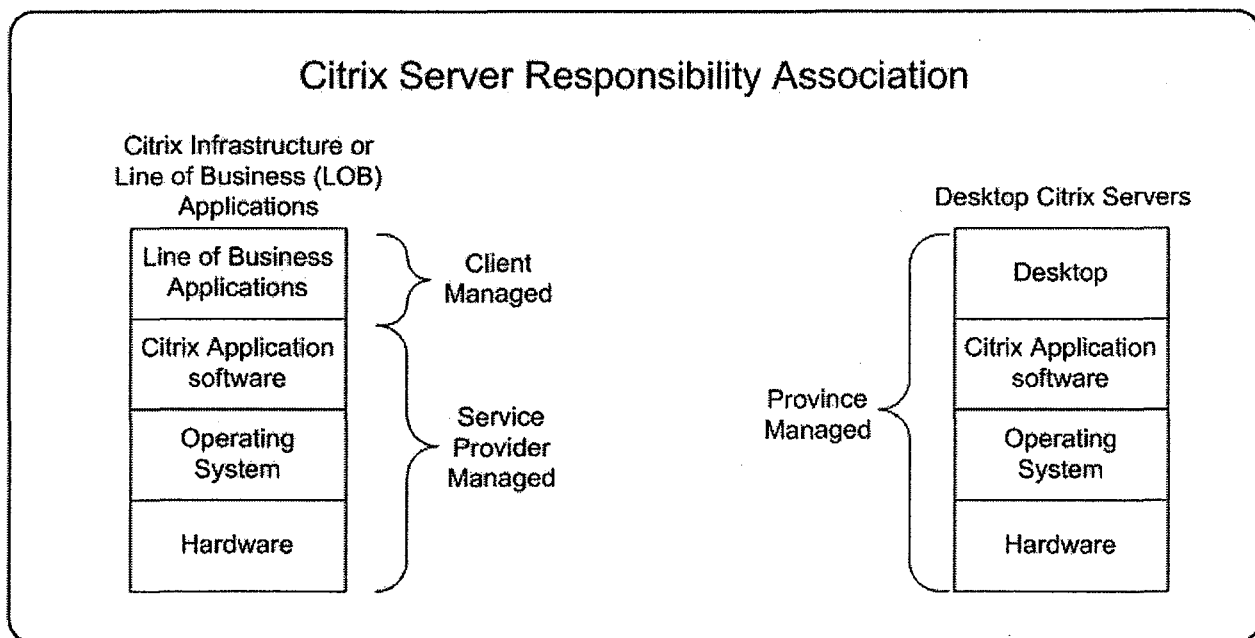 Citrix Server Responsibility Association
Citrix Infrastructure or
Line of Business (LOB)
Applications
Line of Business
Applications
Citrix Application
software
Operating
System
Hardware
Client
Managed
Service
Provider
Managed
Desktop Citrix Servers
Province
Managed
Desktop
Citrix Application
software
Operating
System
Hardware